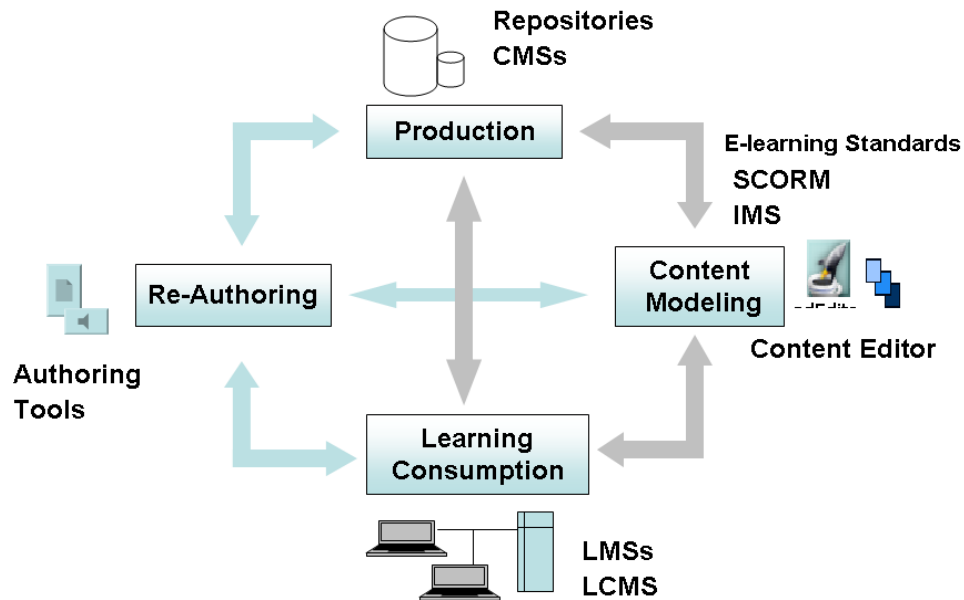 Repositories
CMSs
Production
E-learning Standards
SCORM
IMS
Re-Authoring
Content
Modeling
Content Editor
Authoring
Tools
Learning
Consumption
LMSs
LCMS